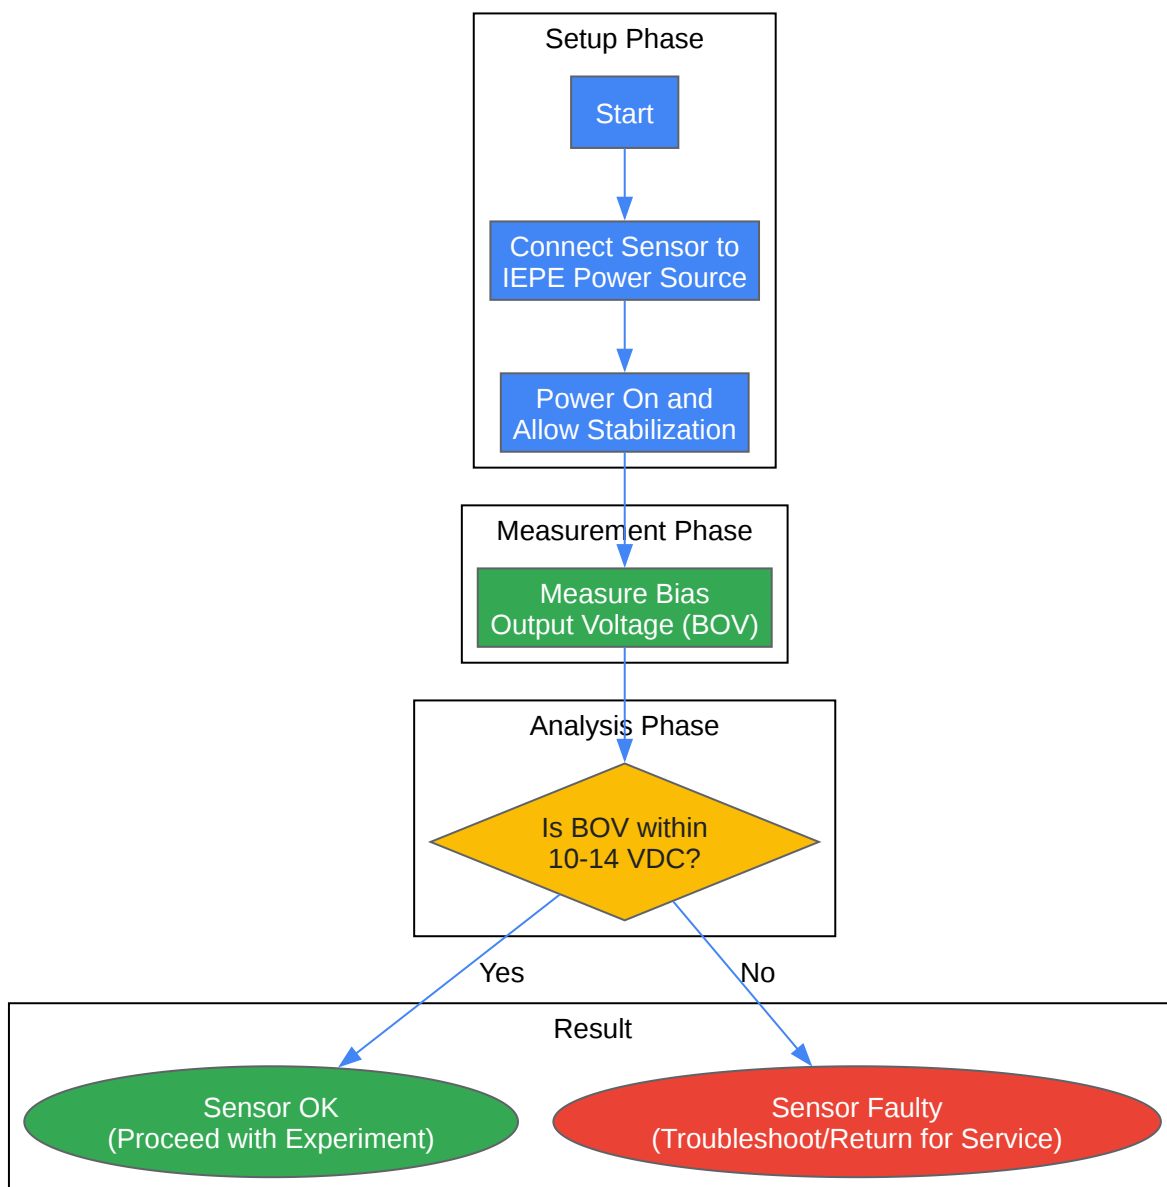 Setup Phase
Start
Connect Sensor to
IEPE Power Source
Power On and
Allow Stabilization
Measurement Phase
Measure Bias
Output Voltage (BOV)
Analysis Phase
Is BOV within
10-14 VDC?
Yes
No
Result
Sensor OK
(Proceed with Experiment)
Sensor Faulty
(Troubleshoot/Return for Service)